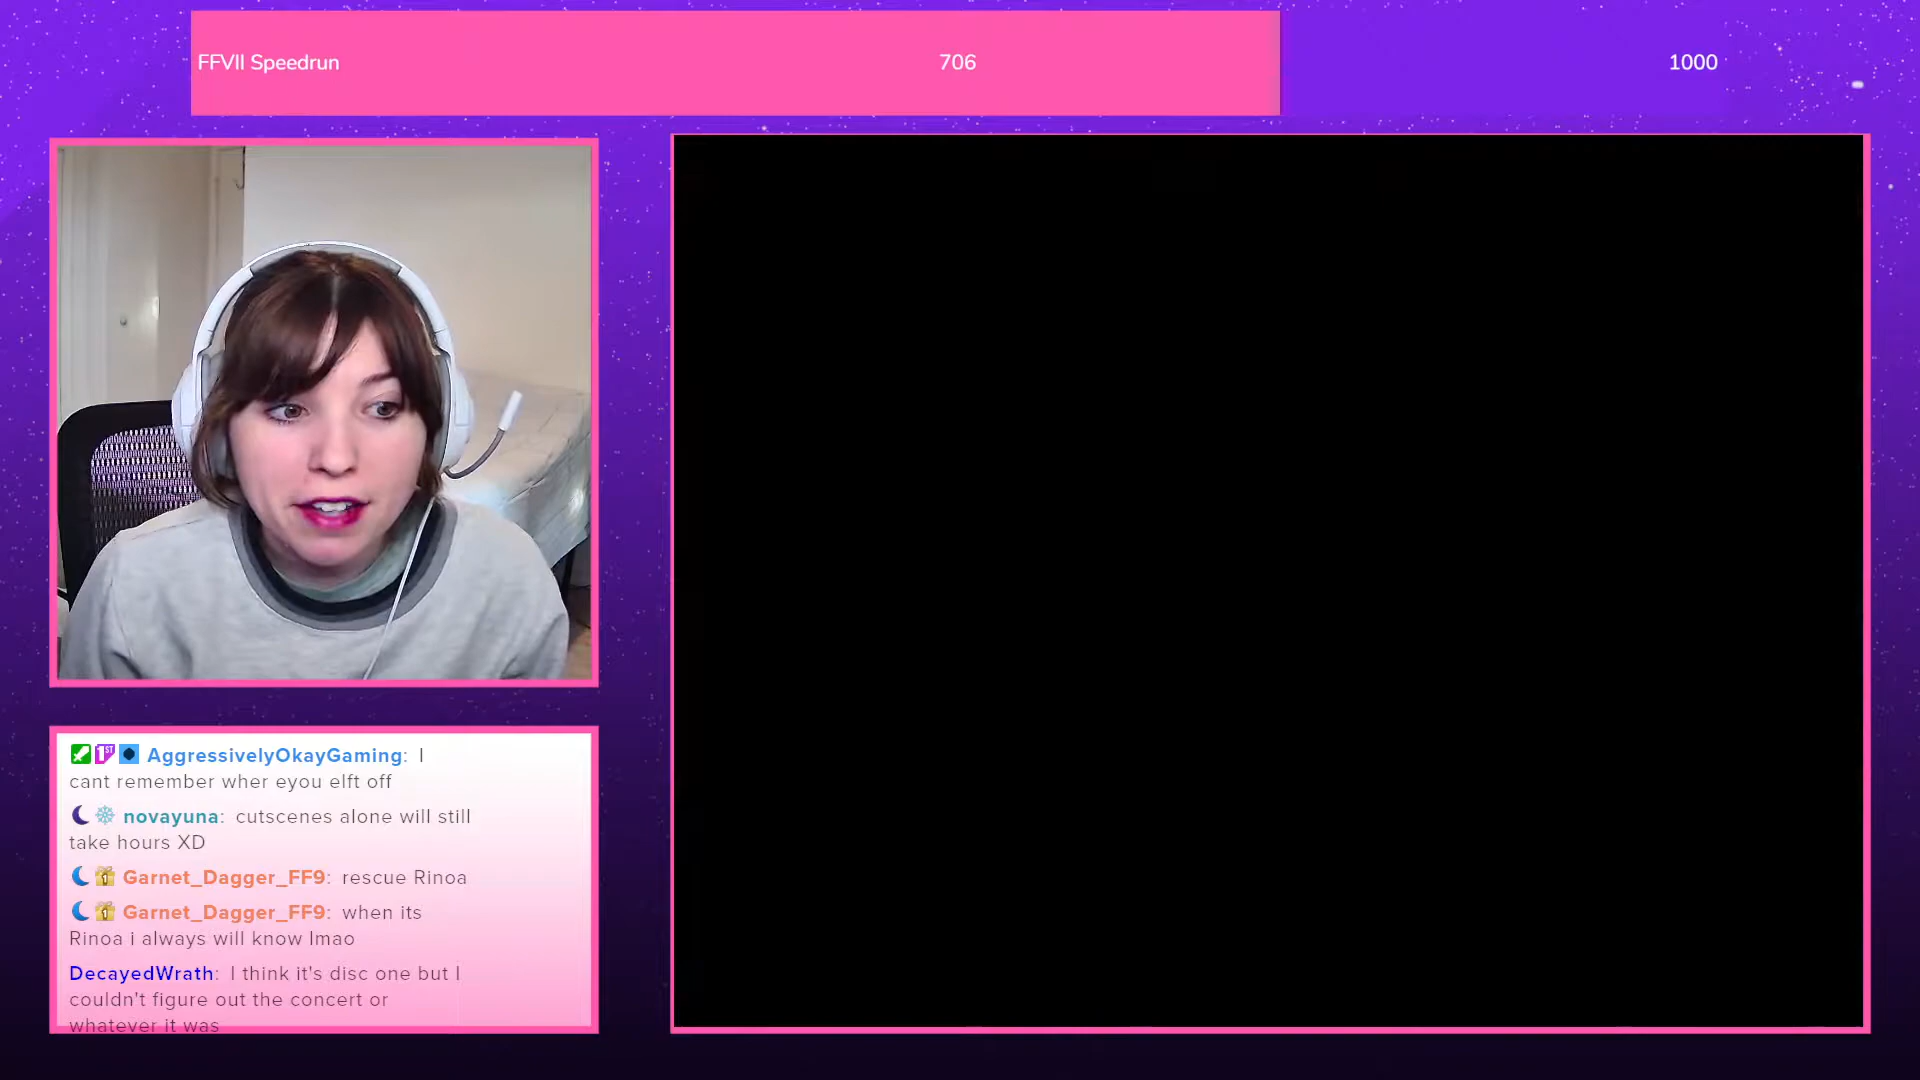 FFVII Speedrun 706 1000
AggressivelyOkayGaming: I
cant remember wher eyou elft off
novayuna: cutscenes alone will still
take hours XD
Garnet_Dagger_FF9: rescue Rinoa
Garnet_Dagger_FF9: when its
Rinoa i always will know lmao
DecayedWrath: I think it's disc one but I
couldn't figure out the concert or
whatever it was